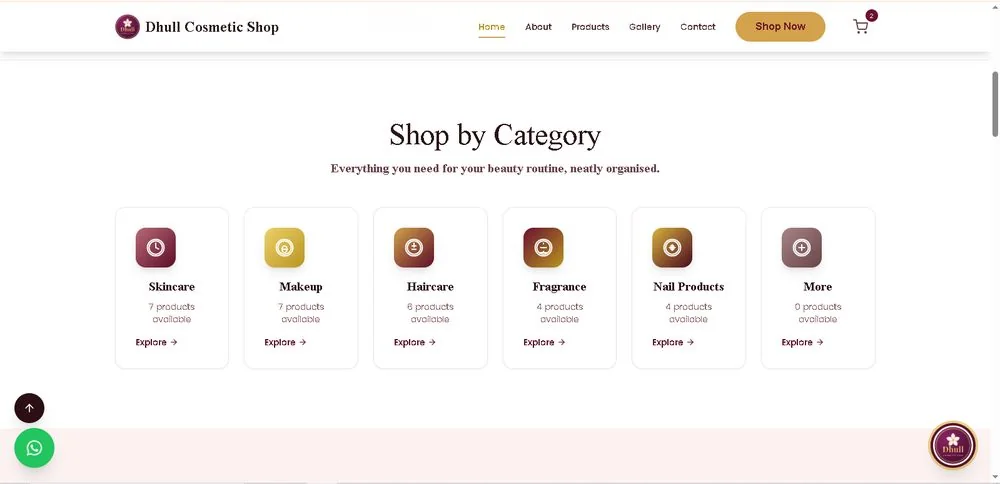 Dhull Cosmetic Shop
Home
About
Products
Gallery
Contact
Shop Now
2
Shop by Category
Everything you need for your beauty routine, neatly organised.
Skincare
7 products
available
Explore →
Makeup
7 products
available
Explore →
Haircare
6 products
available
Explore →
Fragrance
4 products
available
Explore →
Nail Products
4 products
available
Explore →
More
0 products
available
Explore →
Dhull